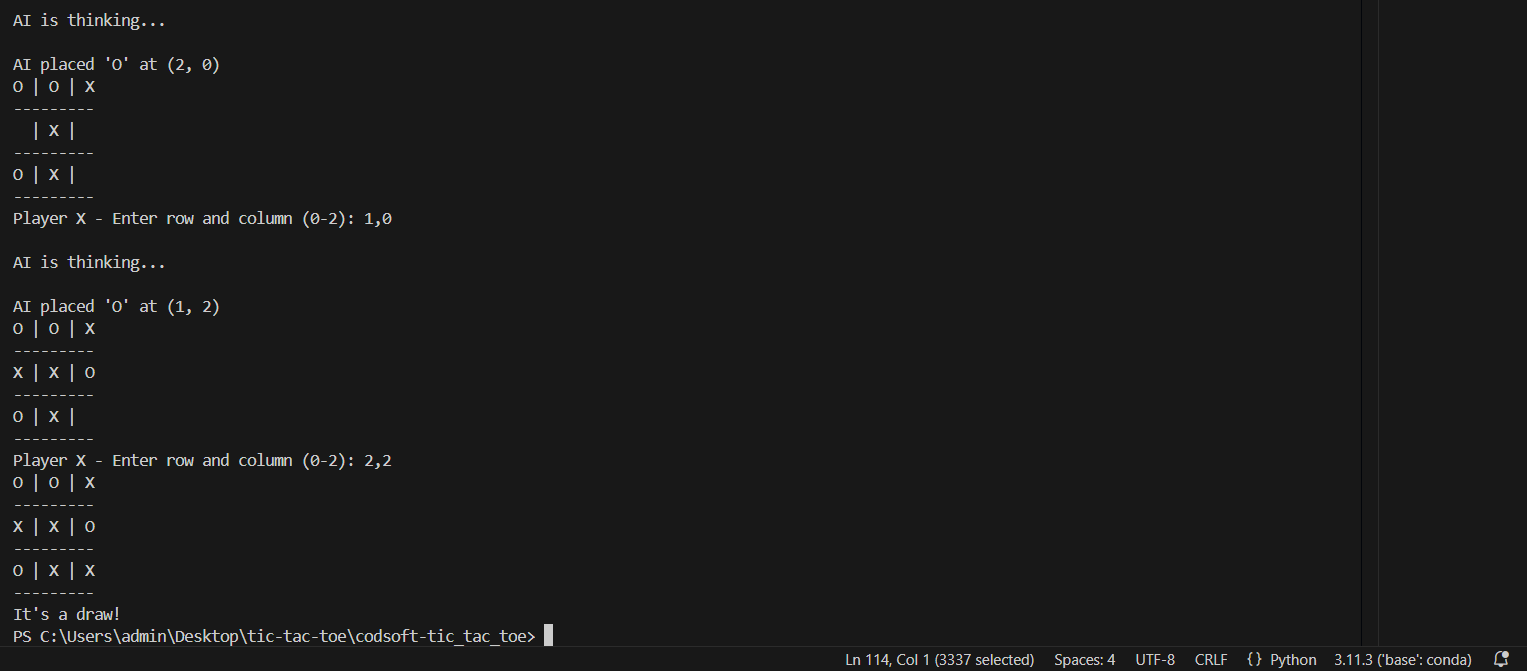 AI is thinking...
AI placed 'O' at (2, 0)
O | O | X
---------
  | X |
---------
O | X |
---------
Player X - Enter row and column (0-2): 1,0
AI is thinking...
AI placed 'O' at (1, 2)
O | O | X
---------
X | X | O
---------
O | X |
---------
Player X - Enter row and column (0-2): 2,2
O | O | X
---------
X | X | O
---------
O | X | X
---------
It's a draw!
PS C:\Users\admin\Desktop\tic-tac-toe\codsoft-tic_tac_toe>
Ln 114, Col 1 (3337 selected) Spaces: 4 UTF-8 CRLF {} Python 3.11.3 ('base': conda)